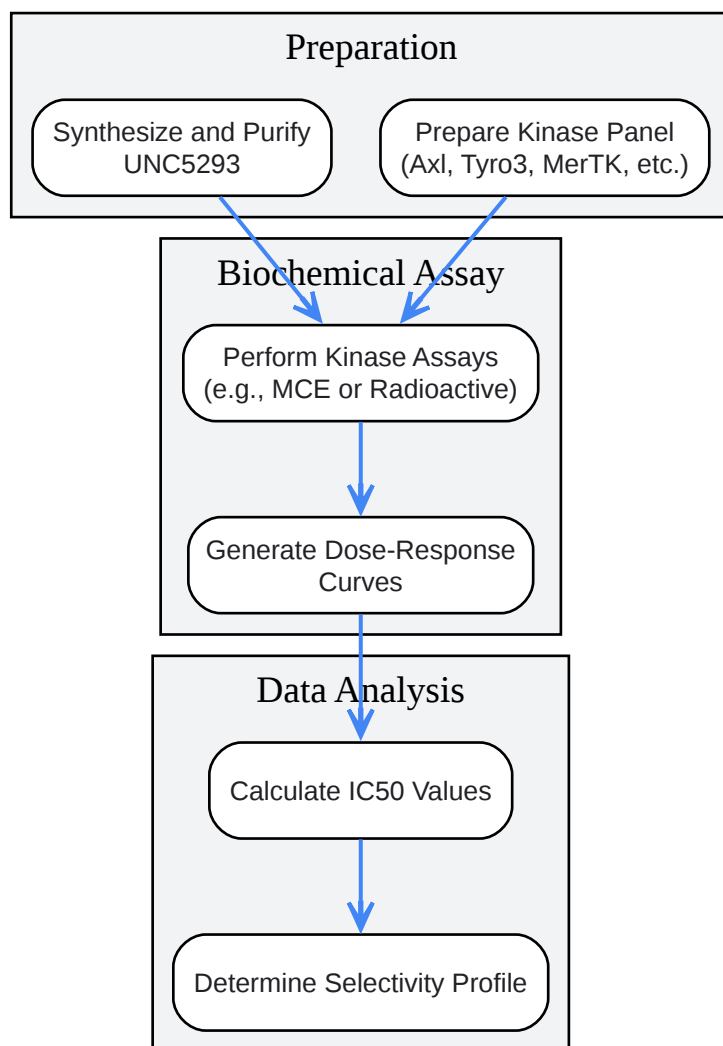 Preparation
Synthesize and Purify
UNC5293
Prepare Kinase Panel
(Axl, Tyro3, MerTK, etc.)
Biochemical Assay
Perform Kinase Assays
(e.g., MCE or Radioactive)
Generate Dose-Response
Curves
Data Analysis
Calculate IC50 Values
Determine Selectivity Profile